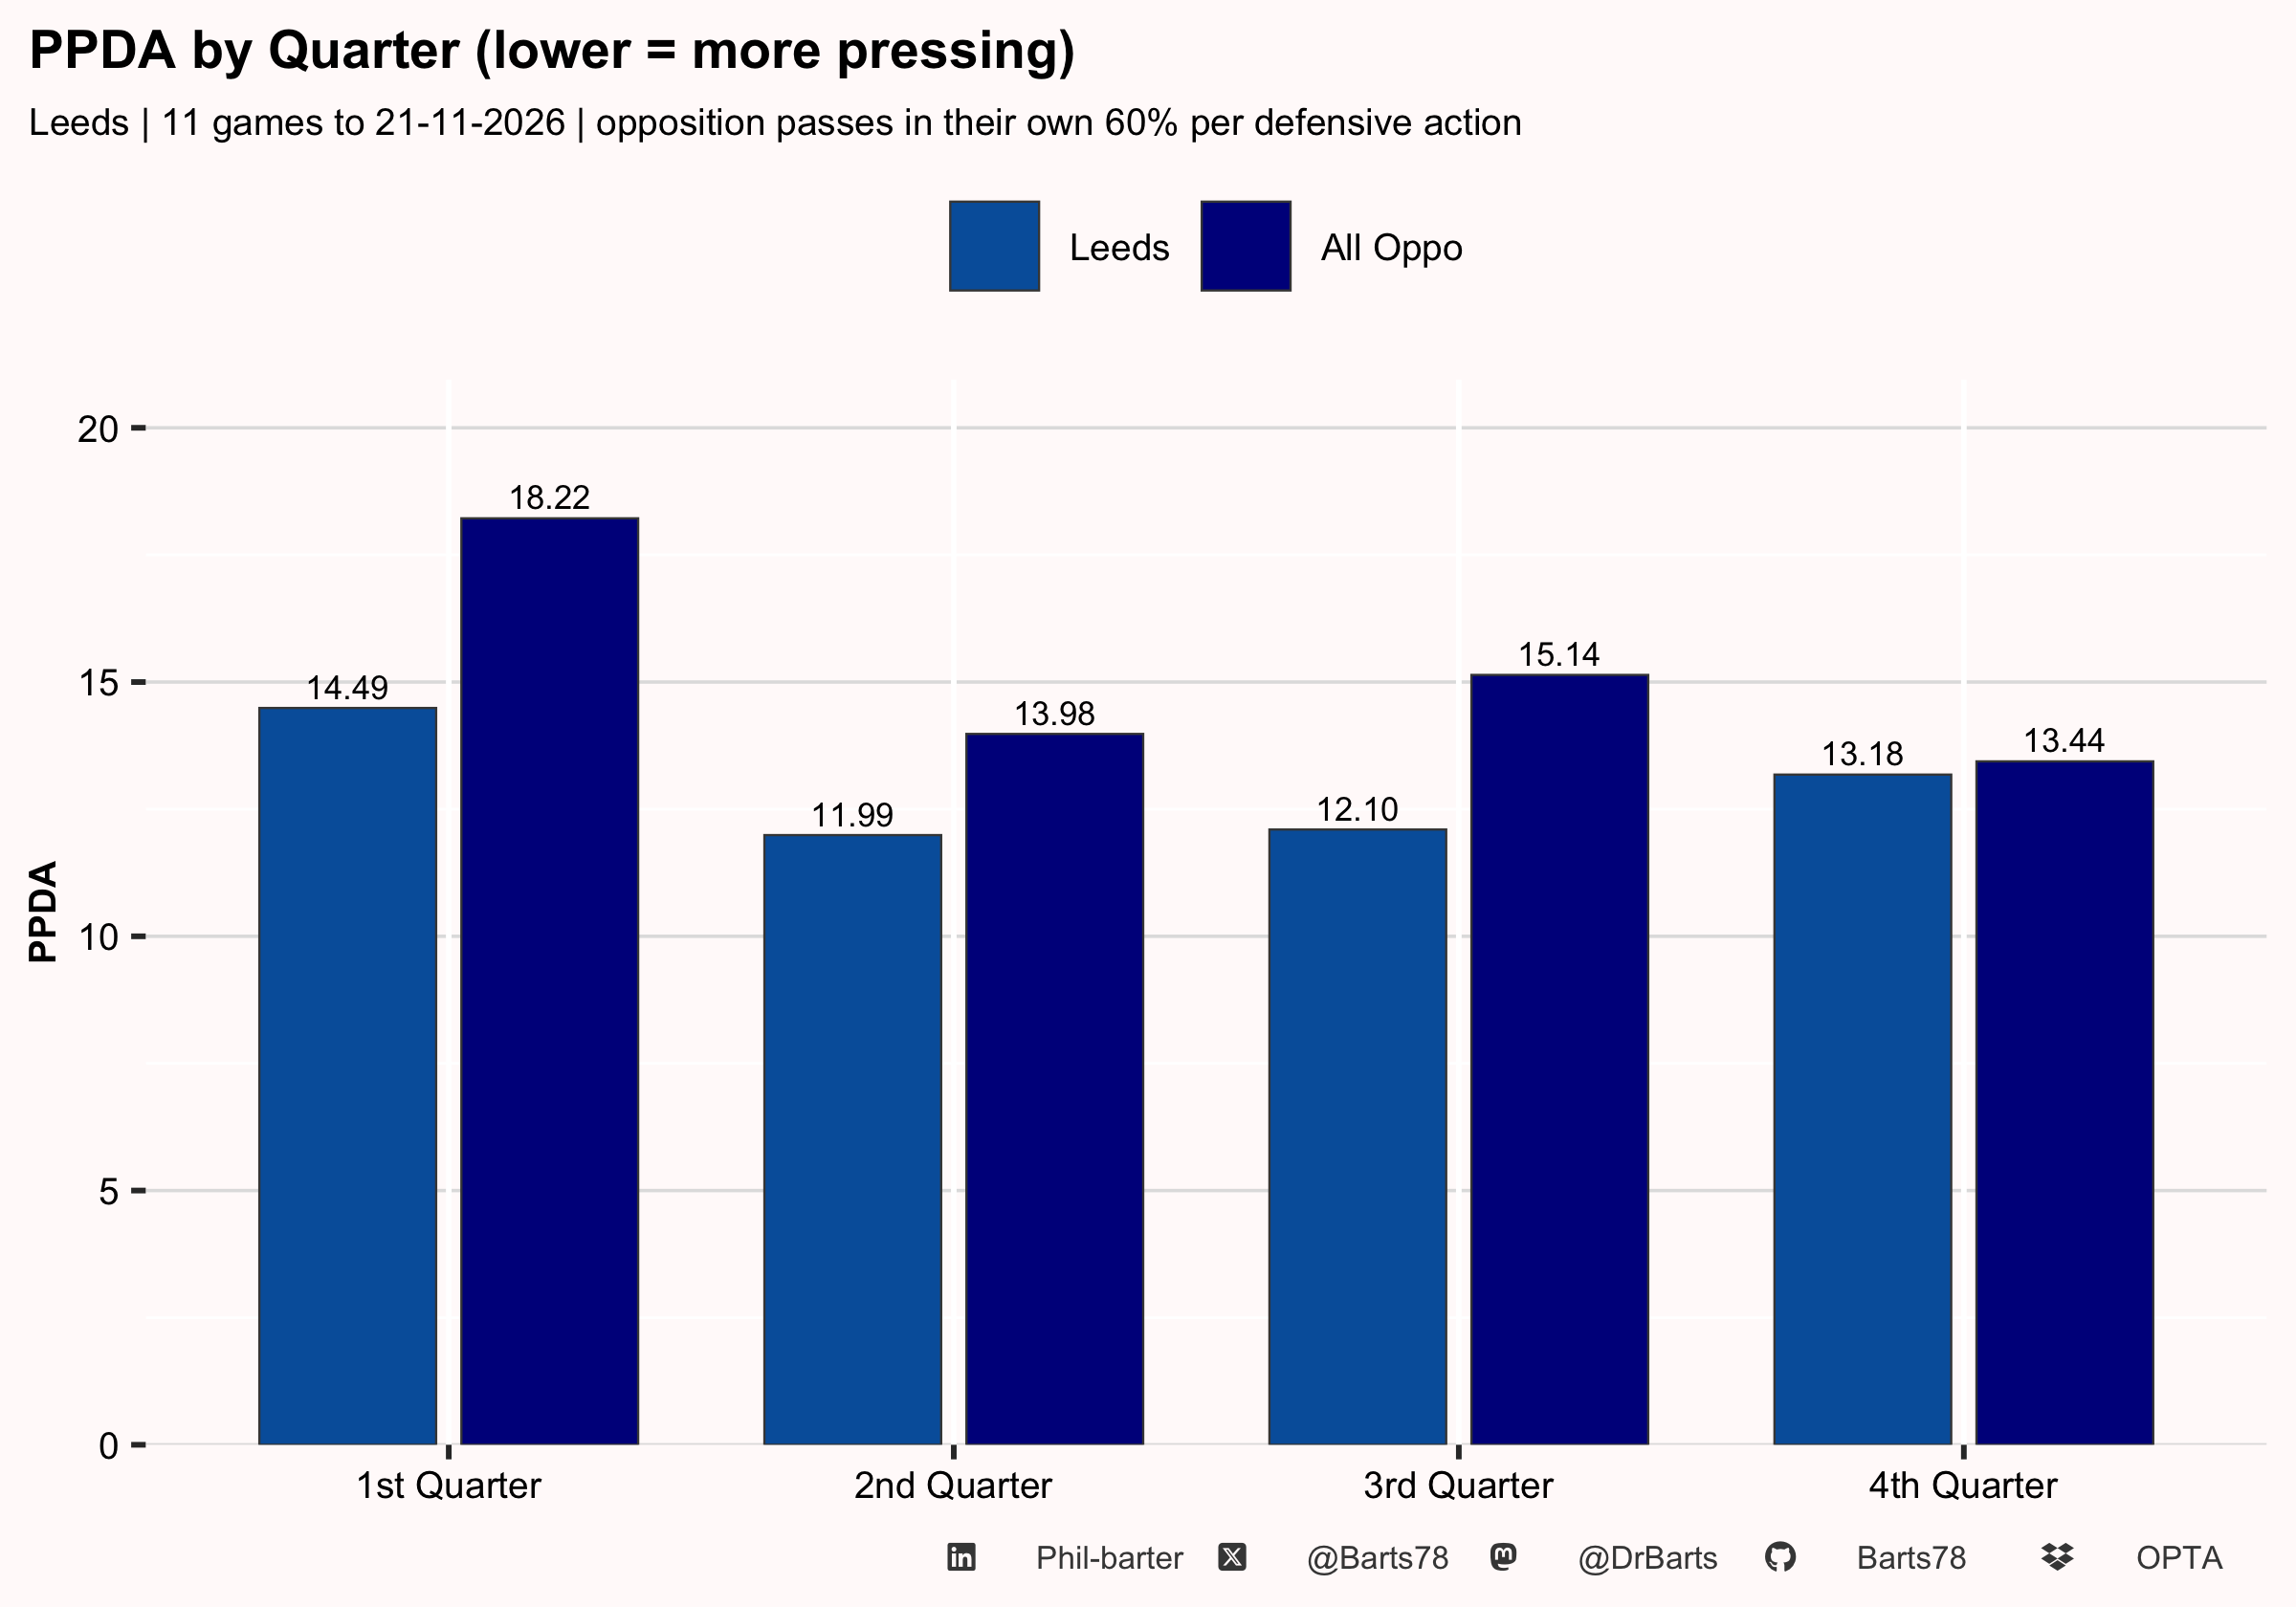 PPDA by Quarter (lower = more pressing)
Leeds | 11 games to 21-11-2026 | opposition passes in their own 60% per defensive action
Leeds
All Oppo
PPDA
20
15
10
5
0
14.49
18.22
11.99
13.98
12.10
15.14
13.18
13.44
1st Quarter
2nd Quarter
3rd Quarter
4th Quarter
Phil-barter @Barts78 @DrBarts Barts78 OPTA